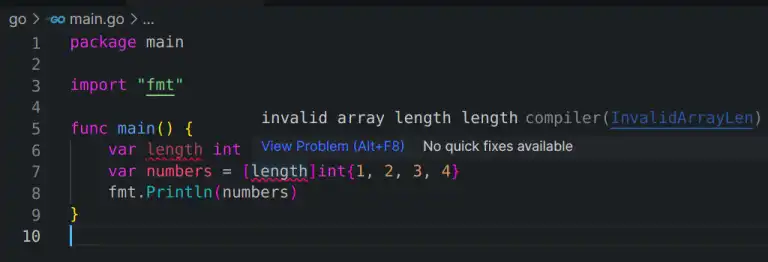 go > GO main.go > ...
1 package main
2
3 import "fmt"
4
invalid array length length compiler(InvalidArrayLen)
5 func main() {
View Problem (Alt+F8) No quick fixes available
6 var length int
7 var numbers = [length]int{1, 2, 3, 4}
8 fmt.Println(numbers)
9 }
10